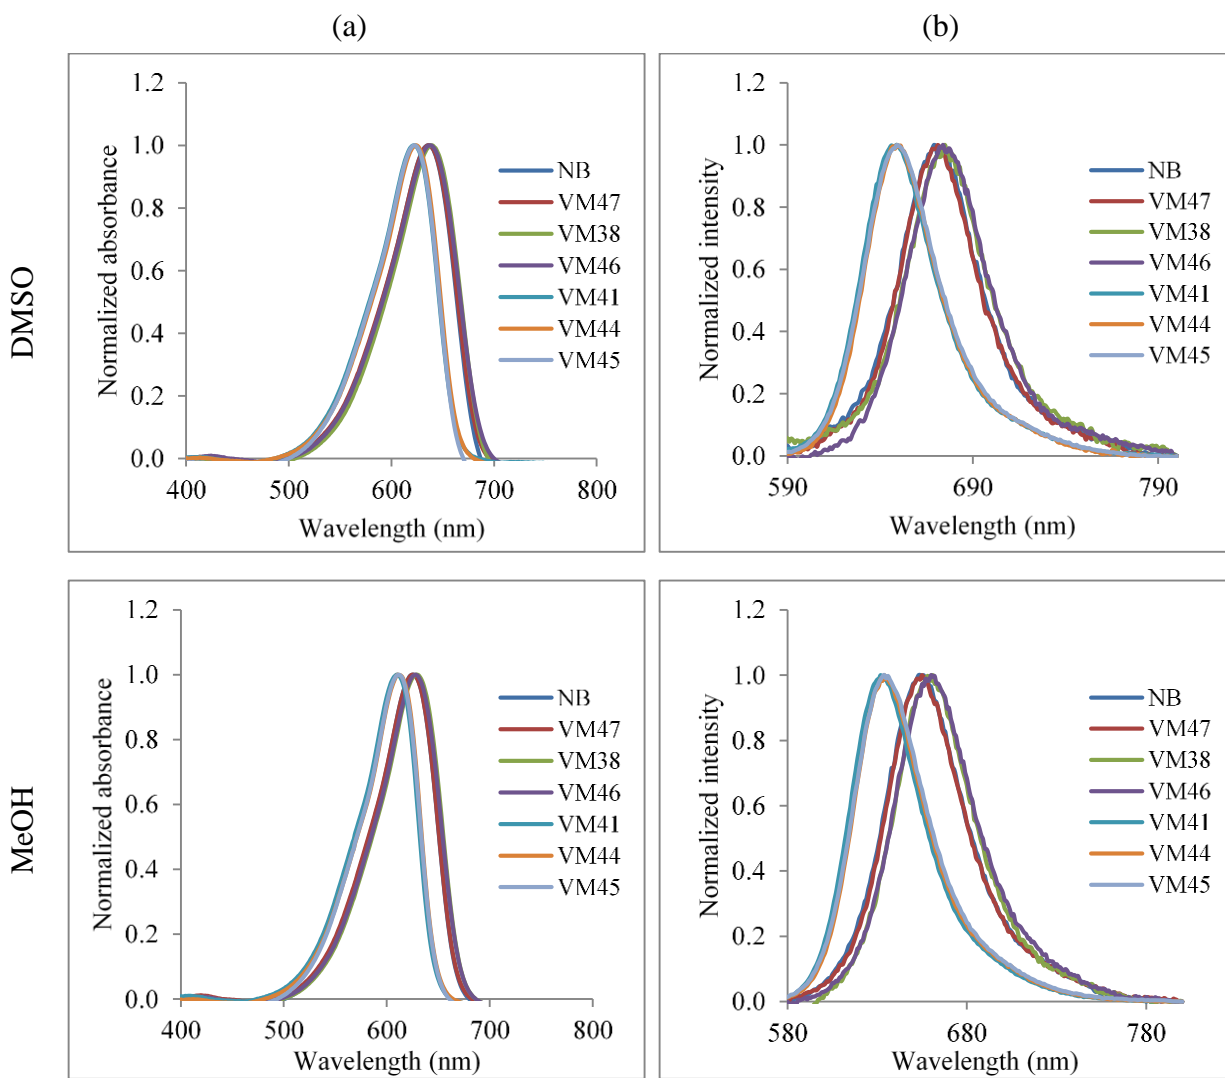 (a)
(b)
DMSO
Normalized absorbance
1.2
1.0
0.8
0.6
0.4
0.2
0.0
400 500 600 700 800
Wavelength (nm)
NB
VM47
VM38
VM46
VM41
VM44
VM45
Normalized intensity
1.2
1.0
0.8
0.6
0.4
0.2
0.0
590 690 790
Wavelength (nm)
NB
VM47
VM38
VM46
VM41
VM44
VM45
MeOH
Normalized absorbance
1.2
1.0
0.8
0.6
0.4
0.2
0.0
400 500 600 700 800
Wavelength (nm)
NB
VM47
VM38
VM46
VM41
VM44
VM45
Normalized intensity
1.2
1.0
0.8
0.6
0.4
0.2
0.0
580 680 780
Wavelength (nm)
NB
VM47
VM38
VM46
VM41
VM44
VM45